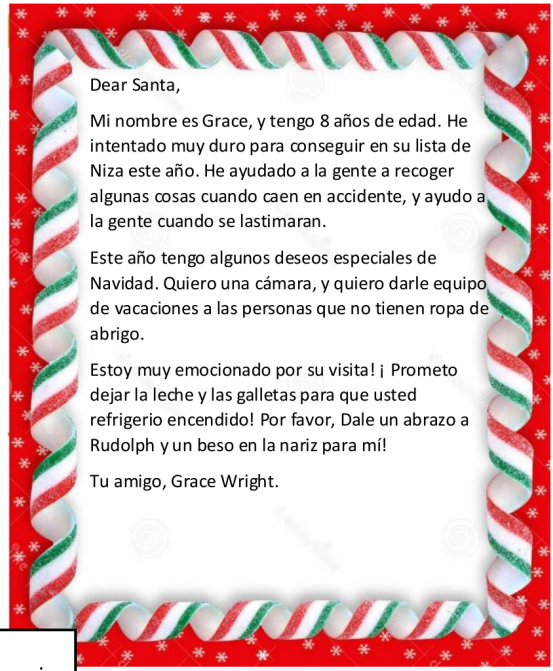 Dear Santa,
Mi nombre es Grace, y tengo 8 años de edad. He
intentado muy duro para conseguir en su lista de
Niza este año. He ayudado a la gente a recoger
algunas cosas cuando caen en accidente, y ayudo a
la gente cuando se lastimaran.
Este año tengo algunos deseos especiales de
Navidad. Quiero una cámara, y quiero darle equipo
de vacaciones a las personas que no tienen ropa de
abrigo.
Estoy muy emocionado por su visita! ¡ Prometo
dejar la leche y las galletas para que usted
refrigerio encendido! Por favor, Dale un abrazo a
Rudolph y un beso en la nariz para mí!
Tu amigo, Grace Wright.